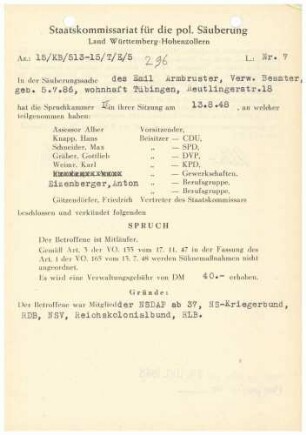 Staatskommissariat für die pol. Säuberung
Land Württemberg-Hohenzollern
Az.: 15/KB/513-15/7/E/5 L: Nr. 7
296
In der Säuberungssache des Emil Armbruster, Verw. Beamter,
geb. 5.v.86, wohnhaft Tübingen, Reutlingerstr.18
hat die Spruchkammer II in ihrer Sitzung am 13.8.48, an welcher
teilgenommen haben:
Assessor Alber Vorsitzender,
Knapp, Hans Beisitzer — CDU,
Schneider, Max „ — SPD,
Gräber, Gottlieb „ — DVP,
Weinz, Karl „ — KPD,
„ — Gewerkschaften,
Eisenberger, Anton „ — Berufsgruppe,
„ — Berufsgruppe,
Götzendörfer, Friedrich Vertreter des Staatskommissars
beschlossen und verkündet folgenden
SPRUCH
Der Betroffene ist Mitläufer.
Gemäß Art. 3 der VO. 133 vom 17. 11. 47 in der Fassung des
Art. 1 der VO. 165 vom 13. 7. 48 werden Sühnemaßnahmen nicht
angeordnet.
Es wird eine Verwaltungsgebühr von DM 40.- erhoben.
Gründe:
Der Betroffene war Mitglied der NSDAP ab 37, NS-Kriegerbund,
RDB, NSV, Reichskolonialbund, RLB.